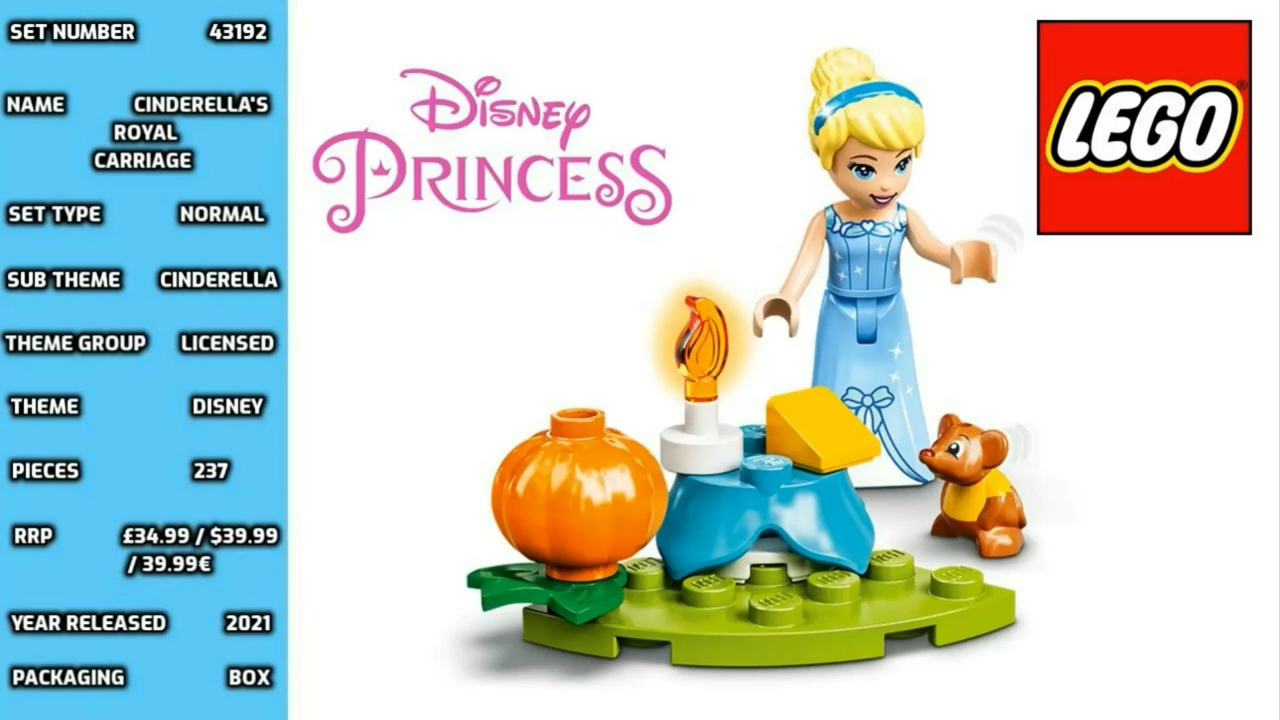 SET NUMBER 43192
NAME CINDERELLA'S
ROYAL
CARRIAGE
SET TYPE NORMAL
SUB THEME CINDERELLA
THEME GROUP LICENSED
THEME DISNEY
PIECES 237
RRP £34.99 / $39.99
/ 39.99€
YEAR RELEASED 2021
PACKAGING BOX
Disney
PRINCESS
LEGO®